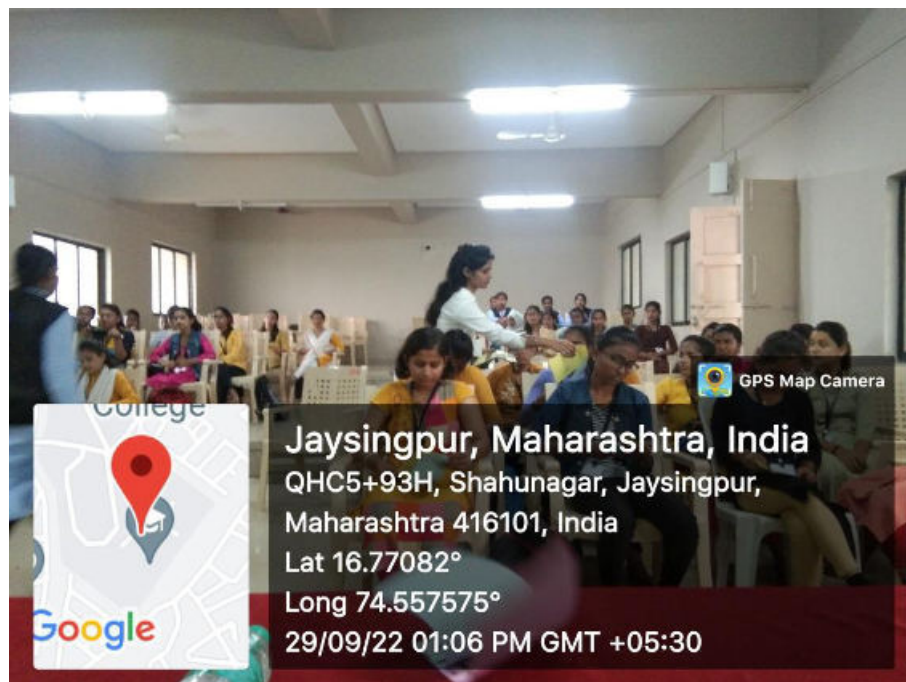 GPS Map Camera
College
Jaysingpur, Maharashtra, India
QHC5+93H, Shahunagar, Jaysingpur,
Maharashtra 416101, India
Lat 16.77082°
Long 74.557575°
29/09/22 01:06 PM GMT +05:30
Google